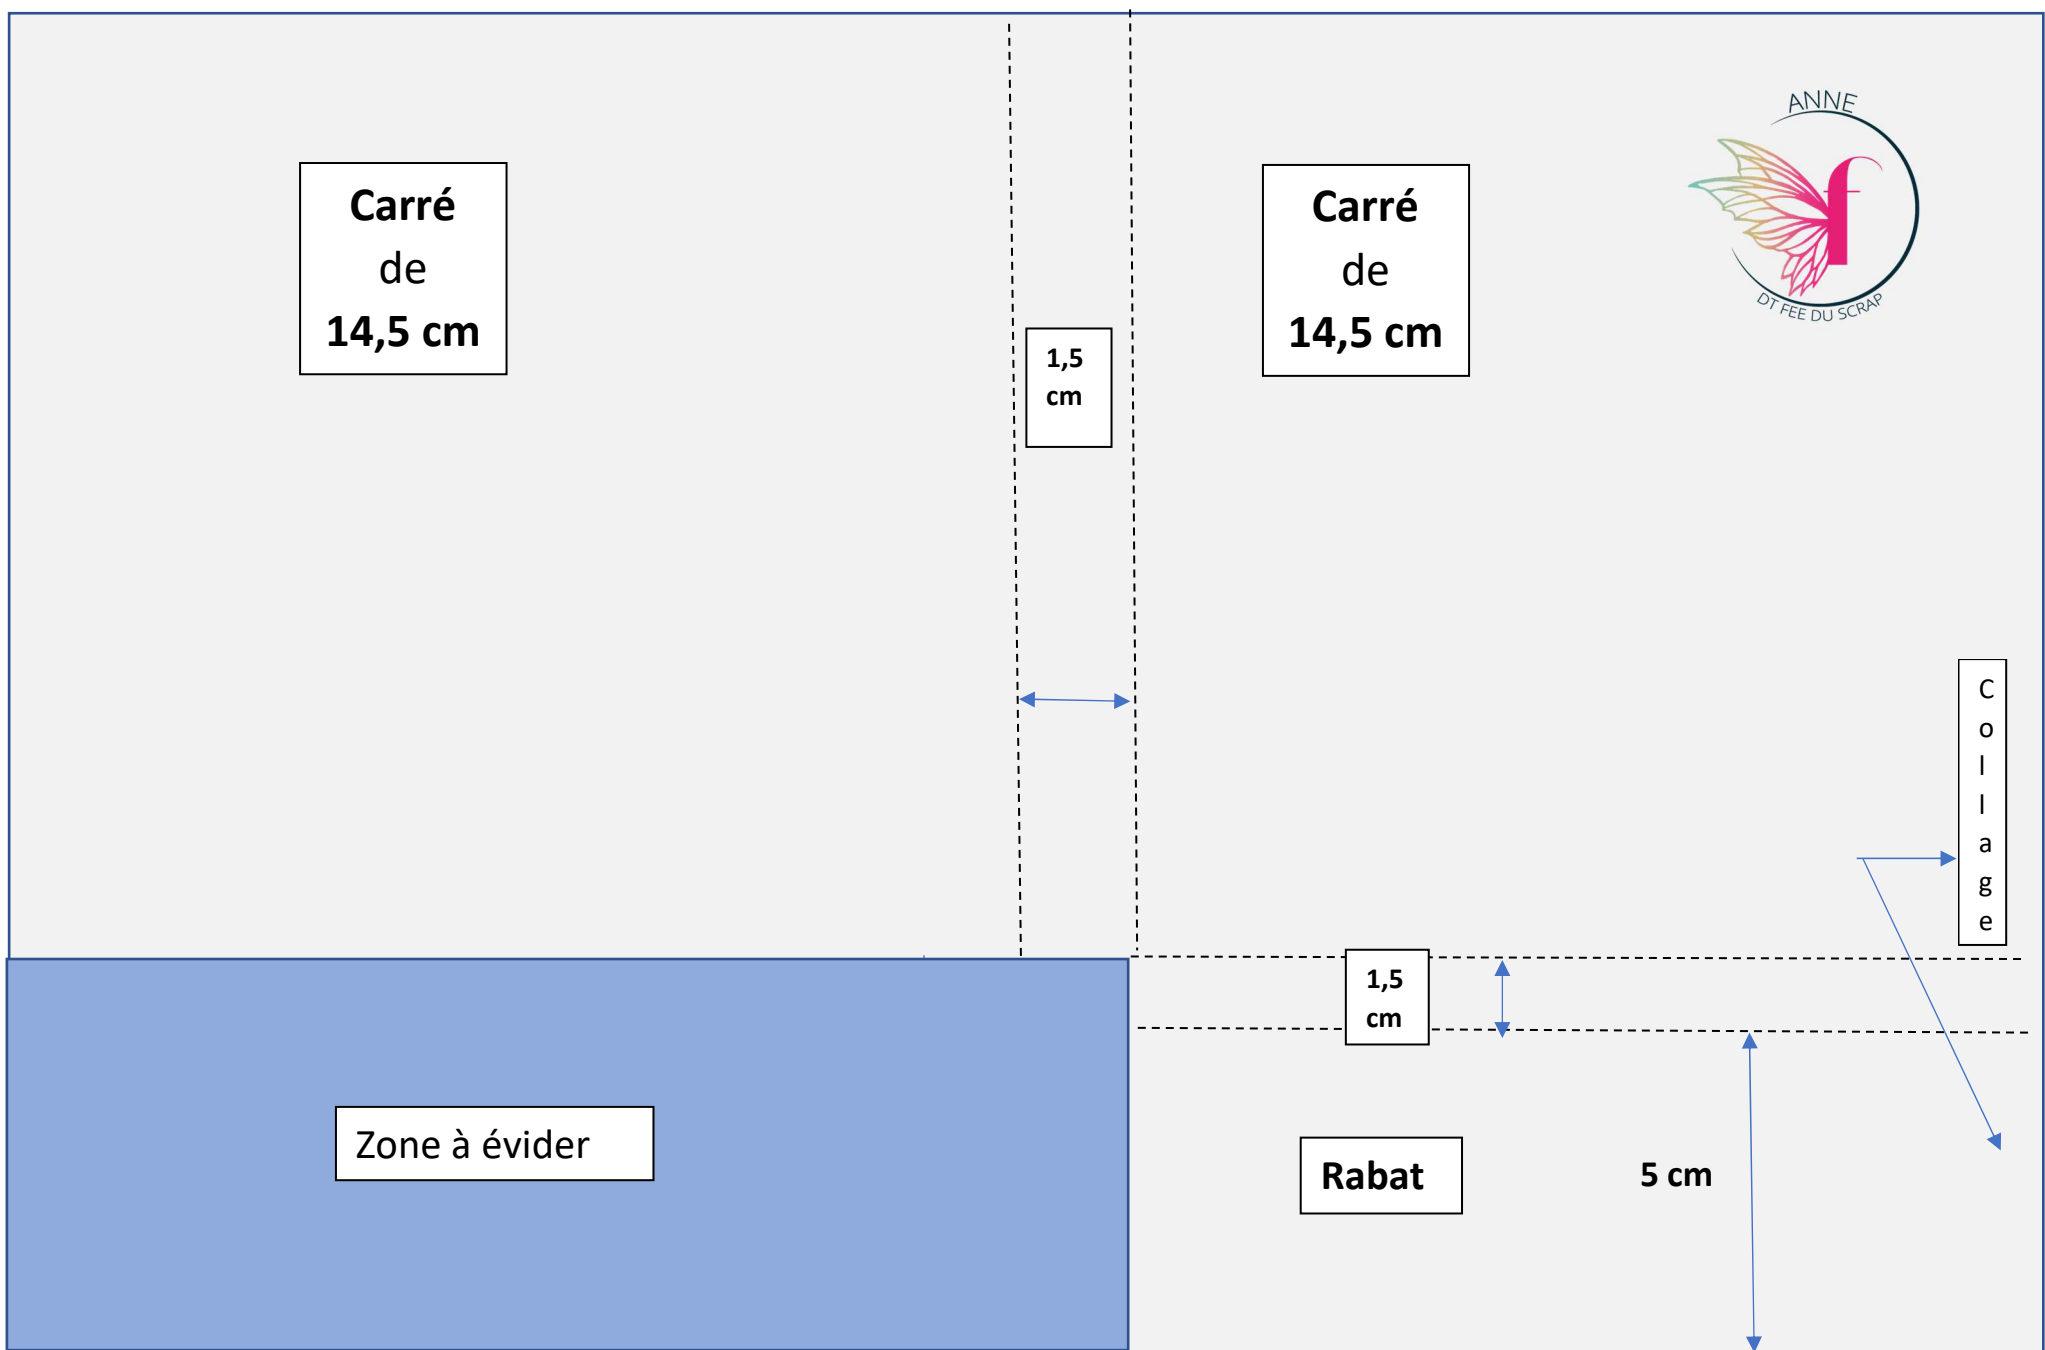 ANNE
Carré
de
14,5 cm
Carré
de
14,5 cm
DT FEE DU SCRAP
1,5
cm
C
o
l
l
a
g
e
1,5
cm
Zone à évider
Rabat
5 cm